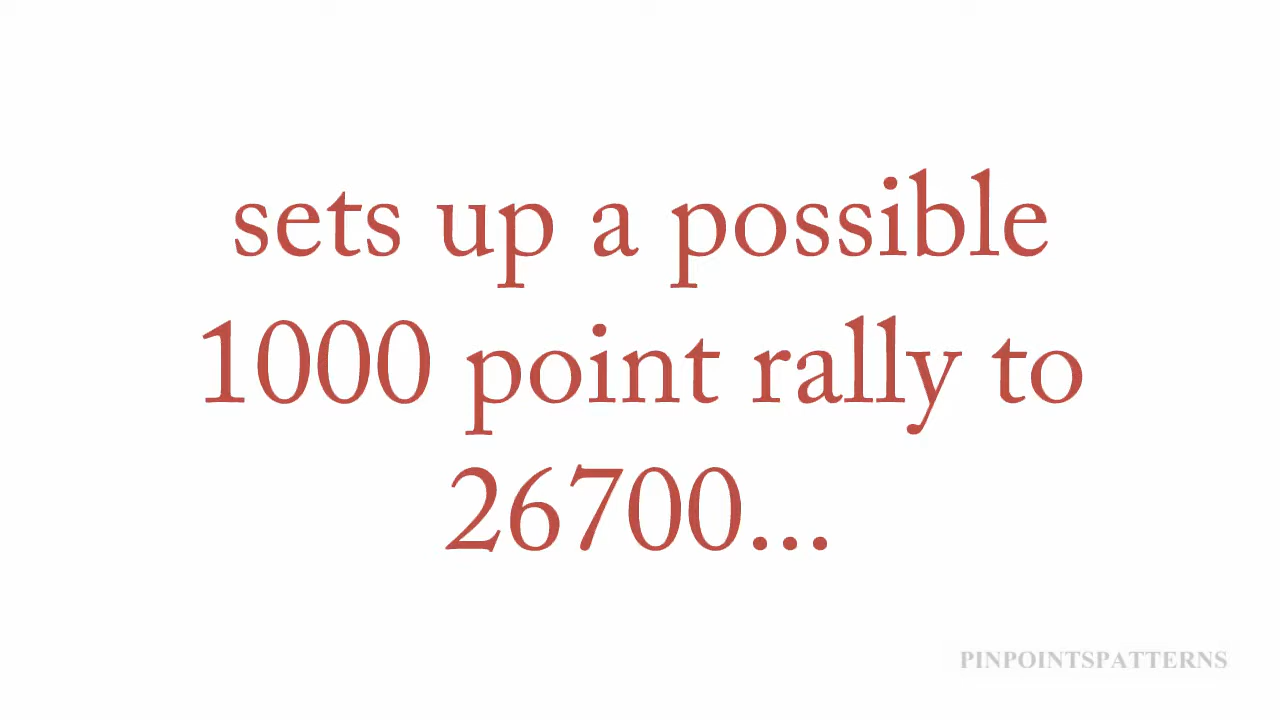 sets up a possible
1000 point rally to
26700...
PINPOINTSPATTERNS